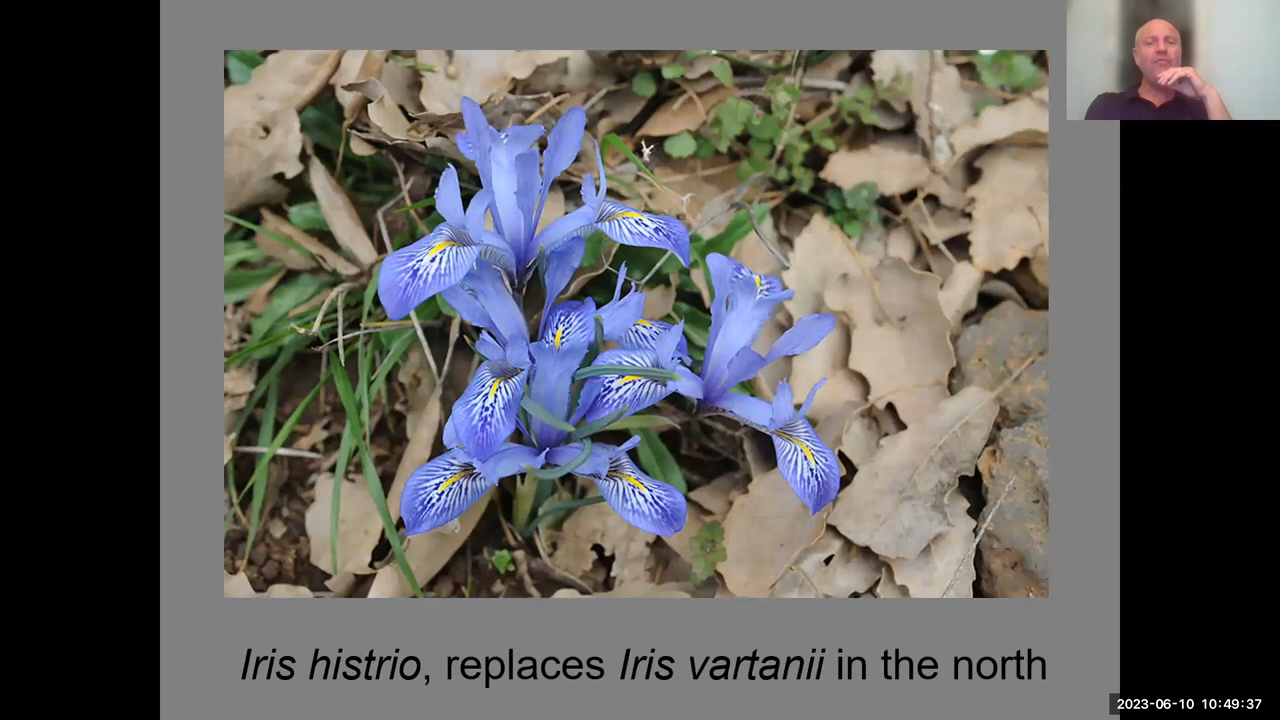 Iris histrio, replaces Iris vartanii in the north
2023-06-10 10:49:37